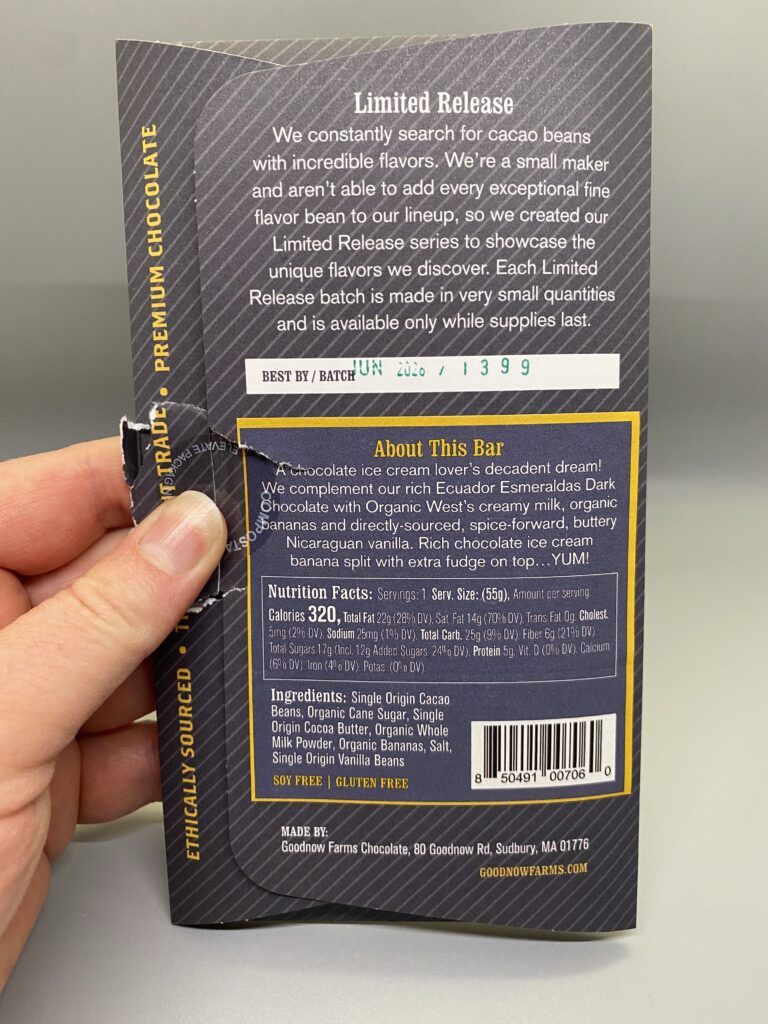 Limited Release
We constantly search for cacao beans
with incredible flavors. We're a small maker
and aren't able to add every exceptional fine
flavor bean to our lineup, so we created our
Limited Release series to showcase the
unique flavors we discover. Each Limited
Release batch is made in very small quantities
and is available only while supplies last.
BEST BY / BATCH JUN 2026 / 1399
About This Bar
A chocolate ice cream lover's decadent dream!
We complement our rich Ecuador Esmeraldas Dark
Chocolate with Organic West's creamy milk, organic
bananas and directly-sourced, spice-forward, buttery
Nicaraguan vanilla. Rich chocolate ice cream
banana split with extra fudge on top...YUM!
Nutrition Facts: Servings: 1. Serv. Size: (55g), Amount per serving:
Calories 320, Total Fat 22g (28% DV), Sat. Fat 14g (70% DV), Trans Fat 0g, Cholest.
5mg (2% DV), Sodium 25mg (1% DV), Total Carb. 25g (9% DV), Fiber 6g (21% DV),
Total Sugars 17g (Incl. 12g Added Sugars, 24% DV), Protein 5g, Vit. D (0% DV), Calcium
(6% DV), Iron (4% DV), Potas. (0% DV).
Ingredients: Single Origin Cacao
Beans, Organic Cane Sugar, Single
Origin Cocoa Butter, Organic Whole
Milk Powder, Organic Bananas, Salt,
Single Origin Vanilla Beans
SOY FREE | GLUTEN FREE
8 50491 00706 0
MADE BY:
Goodnow Farms Chocolate, 80 Goodnow Rd, Sudbury, MA 01776
GOODNOWFARMS.COM
ETHICALLY SOURCED •
TRADE • PREMIUM CHOCOLATE
ELEVATE